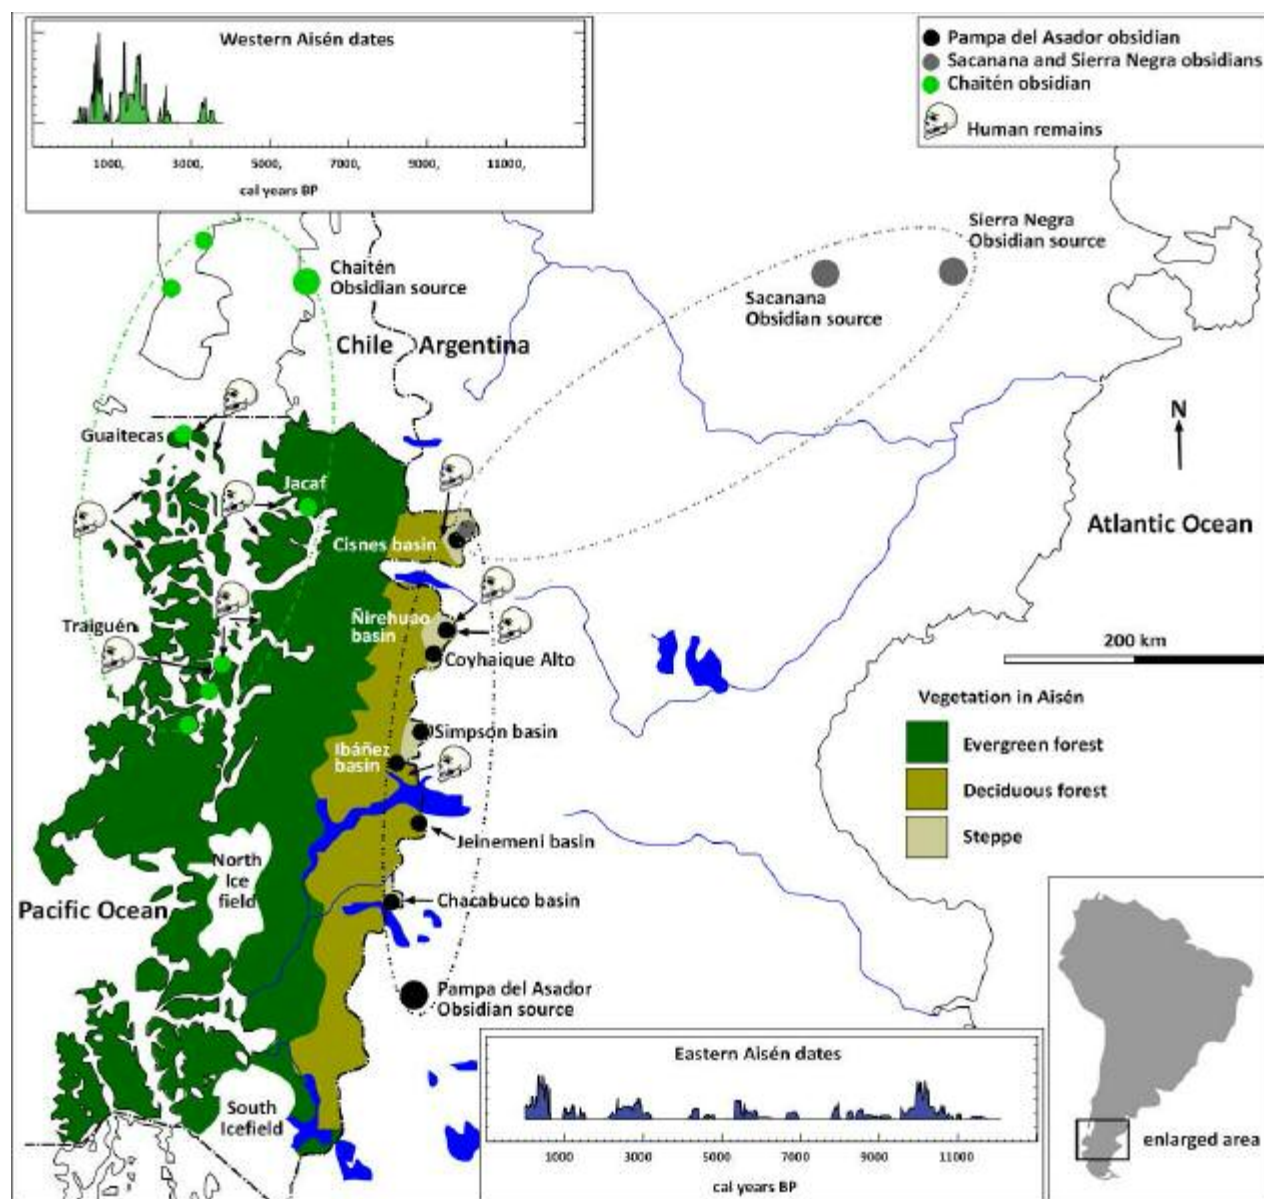 Western Aisén dates
1000,
3000,
5000,
7000,
9000,
11000,
cal years BP
Pampa del Asador obsidian
Sacanana and Sierra Negra obsidians
Chaitén obsidian
Human remains
Sierra Negra
Obsidian source
Chaitén
Obsidian source
Sacanana
Obsidian source
Chile
Argentina
N
Guaitecas
Jacaf
Atlantic Ocean
Cisnes basin
Ñirehuao
basin
Traiguén
200 km
Coyhaique Alto
Vegetation in Aisén
Simpson basin
Evergreen forest
Ibáñez
basin
Deciduous forest
Jeinemeni basin
Steppe
North
Ice
field
Chacabuco basin
Pacific Ocean
Pampa del Asador
Obsidian source
Eastern Aisén dates
South
Icefield
enlarged area
1000
3000
5000
7000
9000
11000
cal years BP